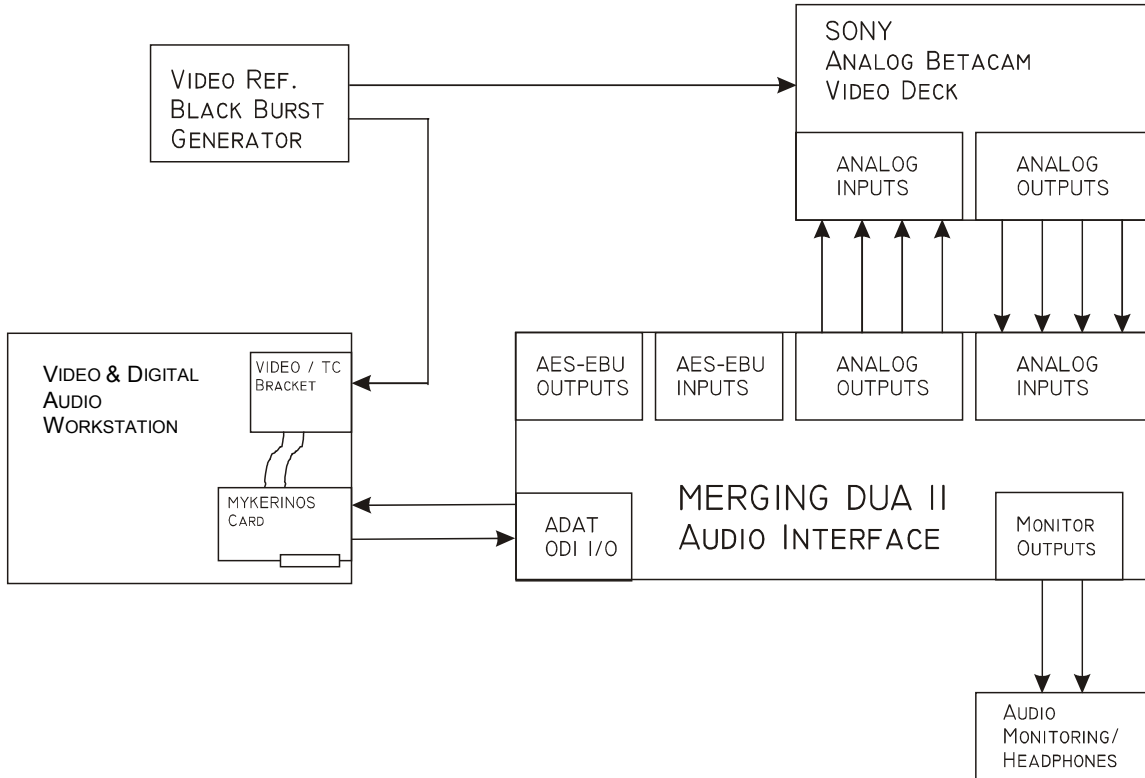 VIDEO REF.
BLACK BURST
GENERATOR
SONY
ANALOG BETACAM
VIDEO DECK
ANALOG
INPUTS
ANALOG
OUTPUTS
VIDEO & DIGITAL
AUDIO
WORKSTATION
VIDEO / TC
BRACKET
MYKERINOS
CARD
AES-EBU
OUTPUTS
AES-EBU
INPUTS
ANALOG
OUTPUTS
ANALOG
INPUTS
ADAT
ODI I/O
MERGING DUA II
AUDIO INTERFACE
MONITOR
OUTPUTS
AUDIO
MONITORING/
HEADPHONES